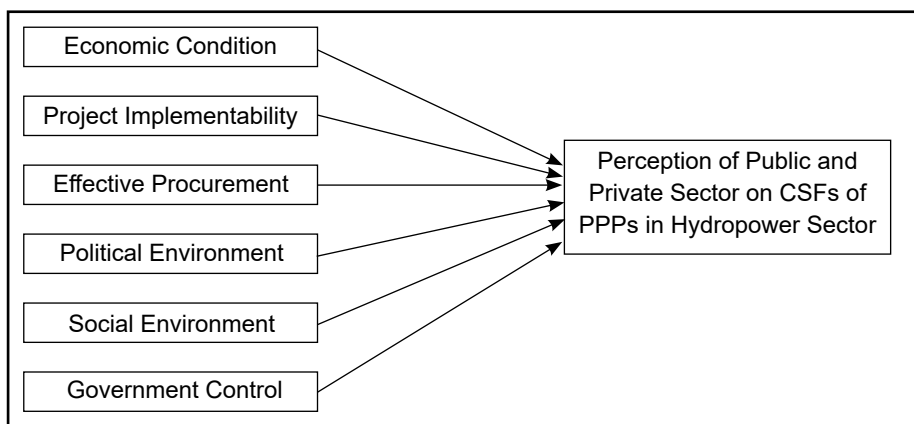 Economic Condition
Project Implementability
Effective Procurement
Political Environment
Social Environment
Government Control
Perception of Public and
Private Sector on CSFs of
PPPs in Hydropower Sector